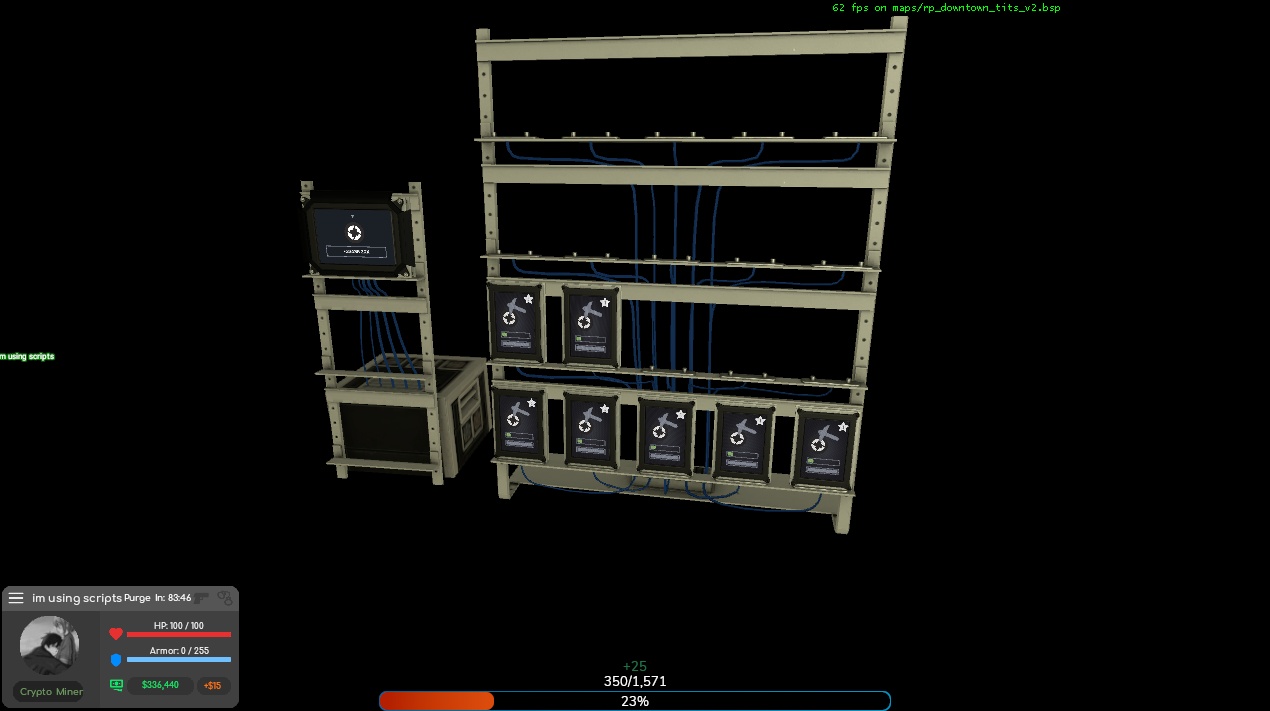 62 fps on maps/rp_downtown_tits_v2.bsp
m using scripts
im using scripts Purge In: 83:46
HP: 100 / 100
Armor: 0 / 255
Crypto Miner
$336,440
+$15
+25
350/1,571
23%